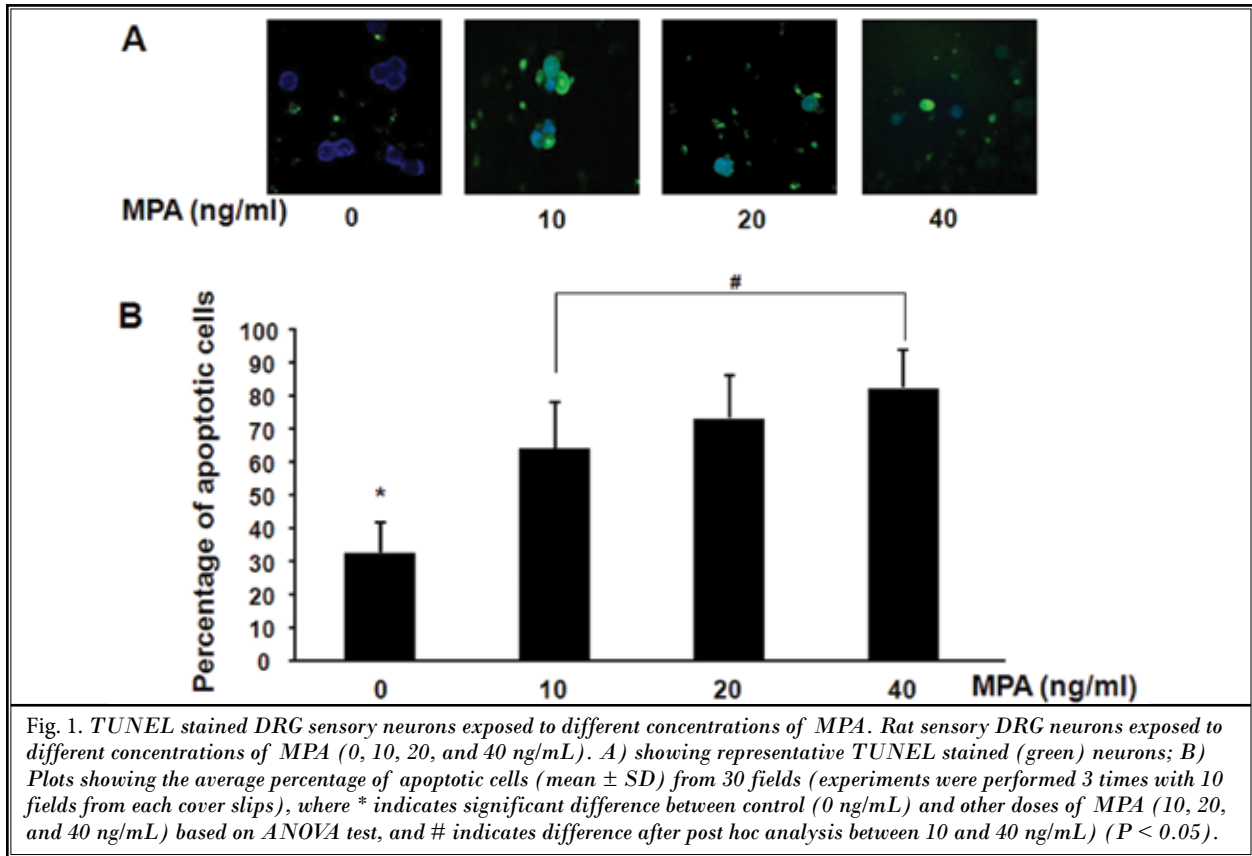 A
MPA (ng/ml) 0 10 20 40
B
Percentage of apoptotic cells
#
100
90
80
70
60
50
40
30
20
10
0
*
0 10 20 40 MPA (ng/ml)
Fig. 1. TUNEL stained DRG sensory neurons exposed to different concentrations of MPA. Rat sensory DRG neurons exposed to
different concentrations of MPA (0, 10, 20, and 40 ng/mL). A) showing representative TUNEL stained (green) neurons; B)
Plots showing the average percentage of apoptotic cells (mean ± SD) from 30 fields (experiments were performed 3 times with 10
fields from each cover slips), where * indicates significant difference between control (0 ng/mL) and other doses of MPA (10, 20,
and 40 ng/mL) based on ANOVA test, and # indicates difference after post hoc analysis between 10 and 40 ng/mL) (P < 0.05).